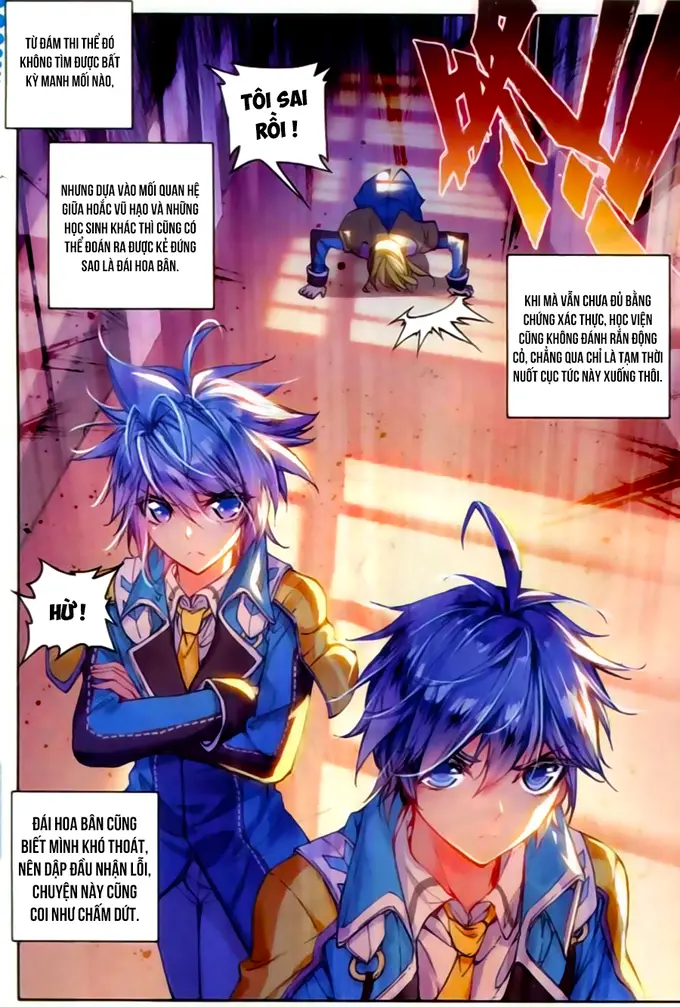 TỪ ĐÁM THI THỂ ĐÓ
KHÔNG TÌM ĐƯỢC BẤT
KỲ MANH MỐI NÀO,
TÔI SAI
RỒI !
NHƯNG DỰA VÀO MỐI QUAN HỆ
GIỮA HOẮC VŨ HẠO VÀ NHỮNG
HỌC SINH KHÁC THÌ CŨNG CÓ
THỂ ĐOÁN RA ĐƯỢC KẺ ĐỨNG
SAO LÀ ĐÁI HOA BÂN.
KHI MÀ VẪN CHƯA ĐỦ BẰNG
CHỨNG XÁC THỰC, HỌC VIỆN
CŨNG KHÔNG ĐÁNH RẮN ĐỘNG
CỎ, CHẲNG QUA CHỈ LÀ TẠM THỜI
NUỐT CỤC TỨC NÀY XUỐNG THÔI.
HỪ !
ĐÁI HOA BÂN CŨNG
BIẾT MÌNH KHÓ THOÁT,
NÊN DẬP ĐẦU NHẬN LỖI,
CHUYỆN NÀY CŨNG
COI NHƯ CHẤM DỨT.